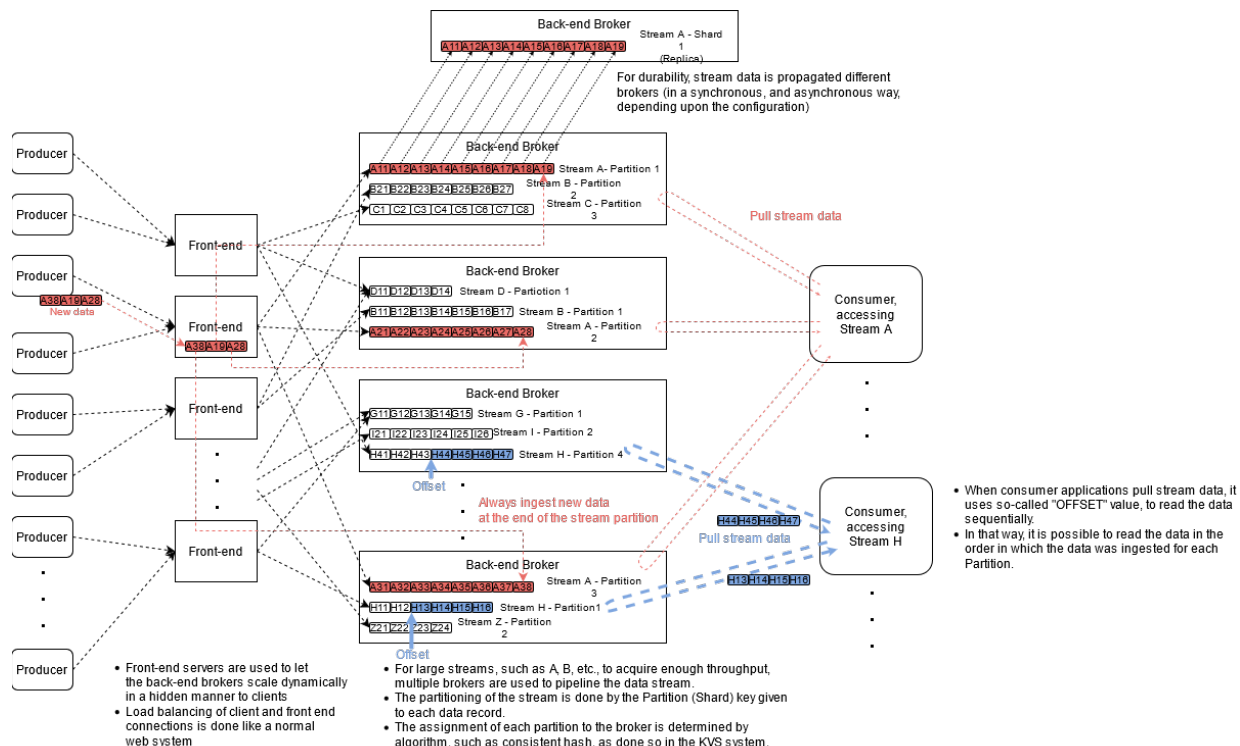 Back-end Broker
A11 A12 A13 A14 A15 A16 A17 A18 A19
Stream A - Shard
1
(Replica)
For durability, stream data is propagated different
brokers (in a synchronous, and asynchronous way,
depending upon the configuration)
Producer
Producer
Producer
A38 A19 A28
New data
Producer
Producer
Producer
Producer
Producer
Front-end
Front-end
A38 A19 A28
Front-end
Front-end
Back-end Broker
A11 A12 A13 A14 A15 A16 A17 A18 A19
Stream A- Partition 1
B21 B22 B23 B24 B25 B26 B27
Stream B - Partition
2
C1 C2 C3 C4 C5 C6 C7 C8
Stream C - Partition
3
Back-end Broker
D11 D12 D13 D14
Stream D - Partiotion 1
B11 B12 B13 B14 B15 B16 B17
Stream B - Partition 1
A21 A22 A23 A24 A25 A26 A27 A28
Stream A - Partition
2
Back-end Broker
G11 G12 G13 G14 G15
Stream G - Partition 1
I21 I22 I23 I24 I25 I26
Stream I - Partition 2
H41 H42 H43 H44 H45 H46 H47
Stream H - Partition 4
Offset
Always ingest new data
at the end of the stream partition
Back-end Broker
A31 A32 A33 A34 A35 A36 A37 A38
Stream A - Partition
3
H11 H12 H13 H14 H15 H16
Stream H - Partition1
Z21 Z22 Z23 Z24
Stream Z - Partition
2
Offset
Pull stream data
Consumer,
accessing
Stream A
H44 H45 H46 H47
Pull stream data
H13 H14 H15 H16
Consumer,
accessing
Stream H
• When consumer applications pull stream data, it
uses so-called "OFFSET" value, to read the data
sequentially.
• In that way, it is possible to read the data in the
order in which the data was ingested for each
Partition.
• Front-end servers are used to let
the back-end brokers scale dynamically
in a hidden manner to clients
• Load balancing of client and front end
connections is done like a normal
web system
• For large streams, such as A, B, etc., to acquire enough throughput,
multiple brokers are used to pipeline the data stream.
• The partitioning of the stream is done by the Partition (Shard) key given
to each data record.
• The assignment of each partition to the broker is determined by
algorithm, such as consistent hash, as done so in the KVS system.